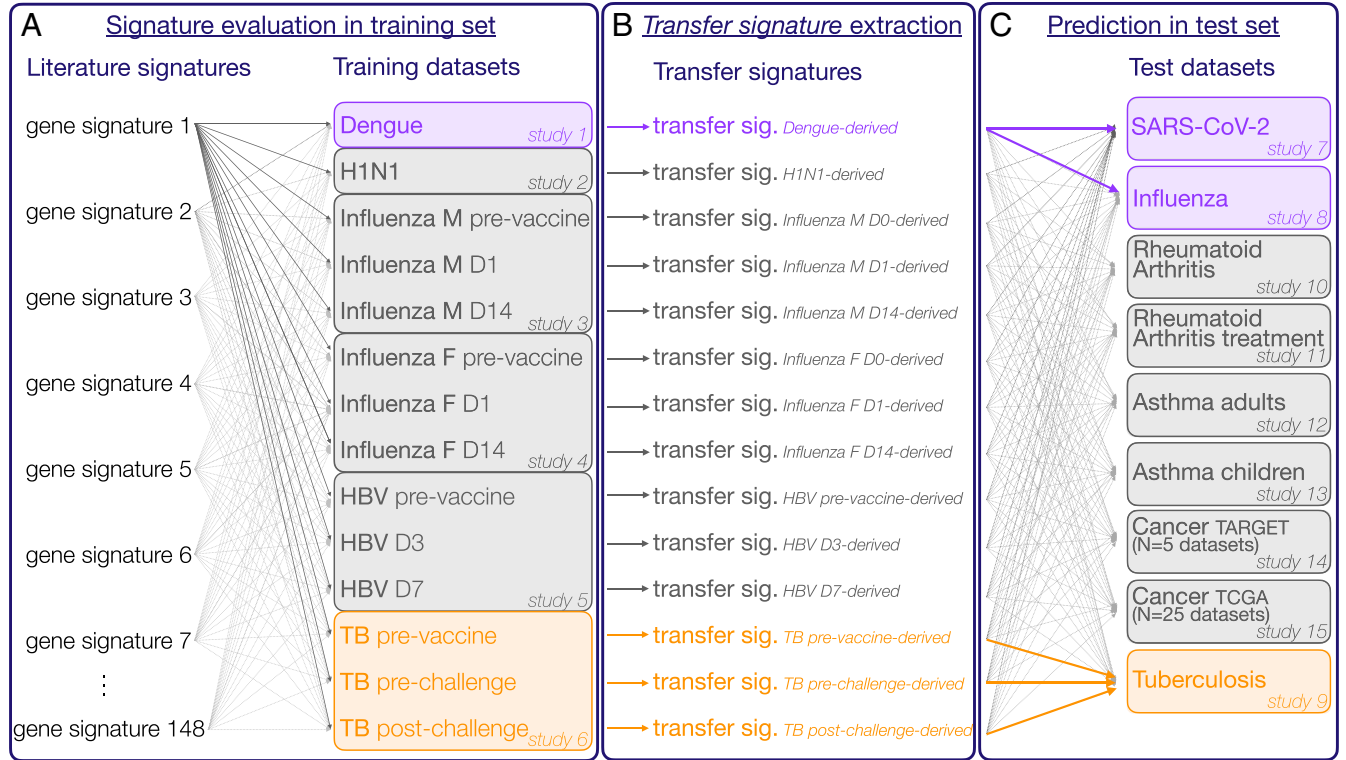 A
Signature evaluation in training set
Literature signatures
Training datasets
gene signature 1
gene signature 2
gene signature 3
gene signature 4
gene signature 5
gene signature 6
gene signature 7
⋮
gene signature 148
Dengue
study 1
H1N1
study 2
Influenza M pre-vaccine
Influenza M D1
Influenza M D14
study 3
Influenza F pre-vaccine
Influenza F D1
Influenza F D14
study 4
HBV pre-vaccine
HBV D3
HBV D7
study 5
TB pre-vaccine
TB pre-challenge
TB post-challenge
study 6
B
Transfer signature extraction
Transfer signatures
transfer sig. Dengue-derived
transfer sig. H1N1-derived
transfer sig. Influenza M D0-derived
transfer sig. Influenza M D1-derived
transfer sig. Influenza M D14-derived
transfer sig. Influenza F D0-derived
transfer sig. Influenza F D1-derived
transfer sig. Influenza F D14-derived
transfer sig. HBV pre-vaccine-derived
transfer sig. HBV D3-derived
transfer sig. HBV D7-derived
transfer sig. TB pre-vaccine-derived
transfer sig. TB pre-challenge-derived
transfer sig. TB post-challenge-derived
C
Prediction in test set
Test datasets
SARS-CoV-2
study 7
Influenza
study 8
Rheumatoid
Arthritis
study 10
Rheumatoid
Arthritis treatment
study 11
Asthma adults
study 12
Asthma children
study 13
Cancer TARGET
(N=5 datasets)
study 14
Cancer TCGA
(N=25 datasets)
study 15
Tuberculosis
study 9